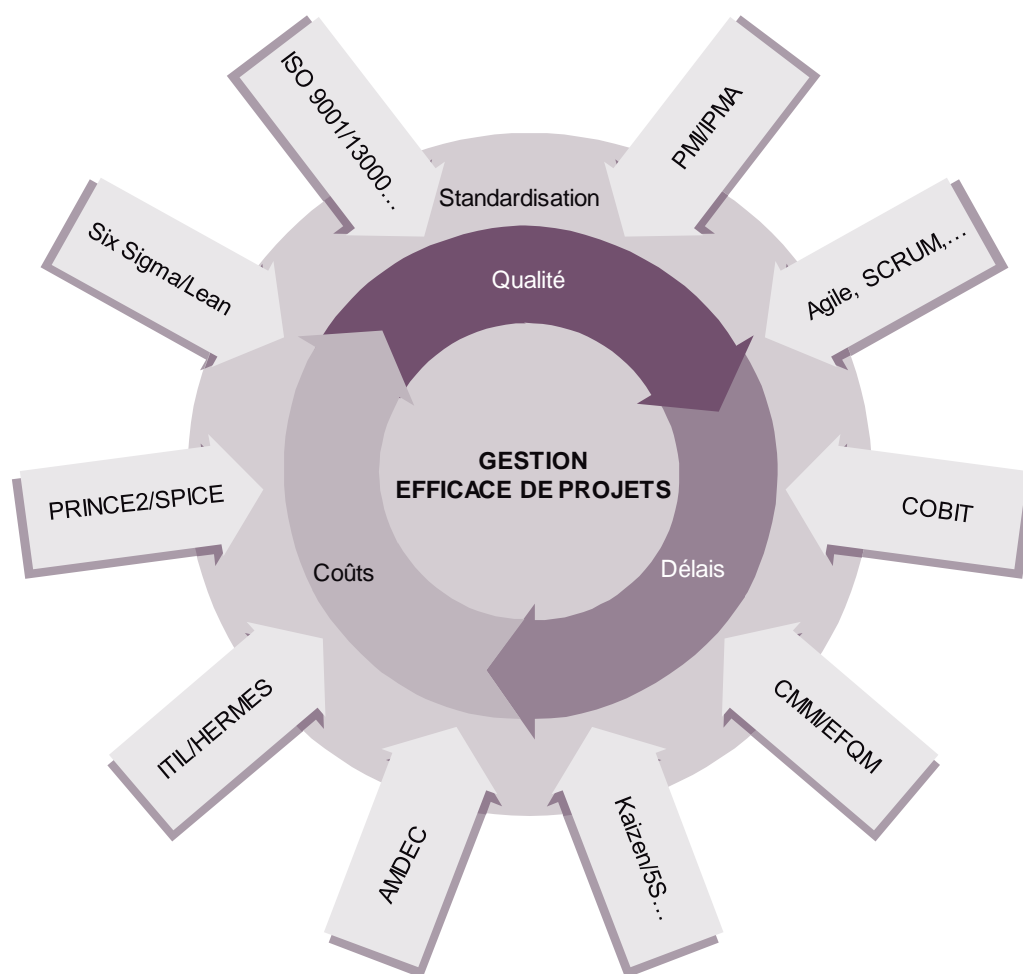 ISO 9001/13000…
PMI/IPMA
Six Sigma/Lean
Standardisation
Agile, SCRUM,…
Qualité
PRINCE2/SPICE
GESTION
EFFICACE DE PROJETS
COBIT
Coûts
Délais
ITIL/HERMES
CMMI/EFQM
AMDEC
Kaizen/5S…